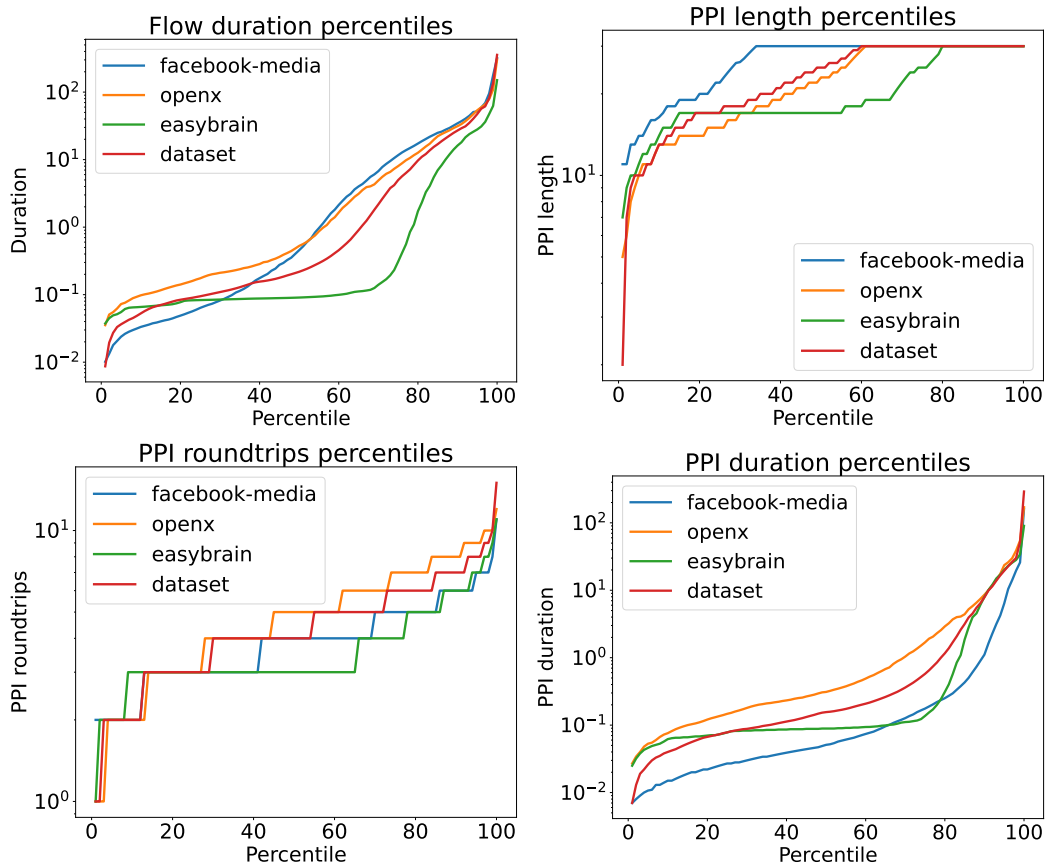 Flow duration percentiles
facebook-media
openx
easybrain
dataset
Duration
10²
10¹
10⁰
10⁻¹
10⁻²
0 20 40 60 80 100
Percentile
PPI length percentiles
PPI length
10¹
facebook-media
openx
easybrain
dataset
0 20 40 60 80 100
Percentile
PPI roundtrips percentiles
facebook-media
openx
easybrain
dataset
PPI roundtrips
10¹
10⁰
0 20 40 60 80 100
Percentile
PPI duration percentiles
facebook-media
openx
easybrain
dataset
PPI duration
10²
10¹
10⁰
10⁻¹
10⁻²
0 20 40 60 80 100
Percentile